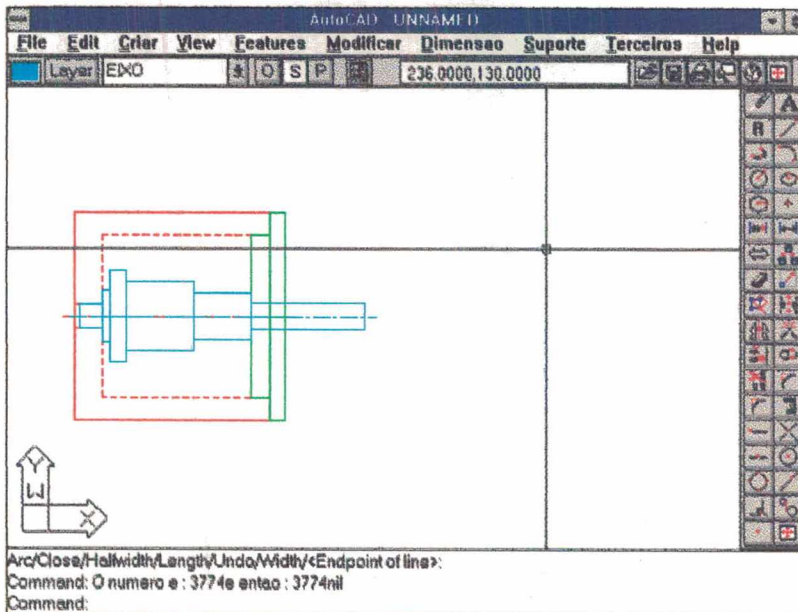 AutoCAD - UNNAMED
File Edit Criar View Features Modificar Dimensao Suporte Terceiros Help
Layer EIXO O S P 236.0000,130.0000
A
R
Y
W
X
Arc/Close/Halfwidth/Length/Undo/Width/<Endpoint of line>:
Command: O numero e : 3774e entao : 3774nil
Command: